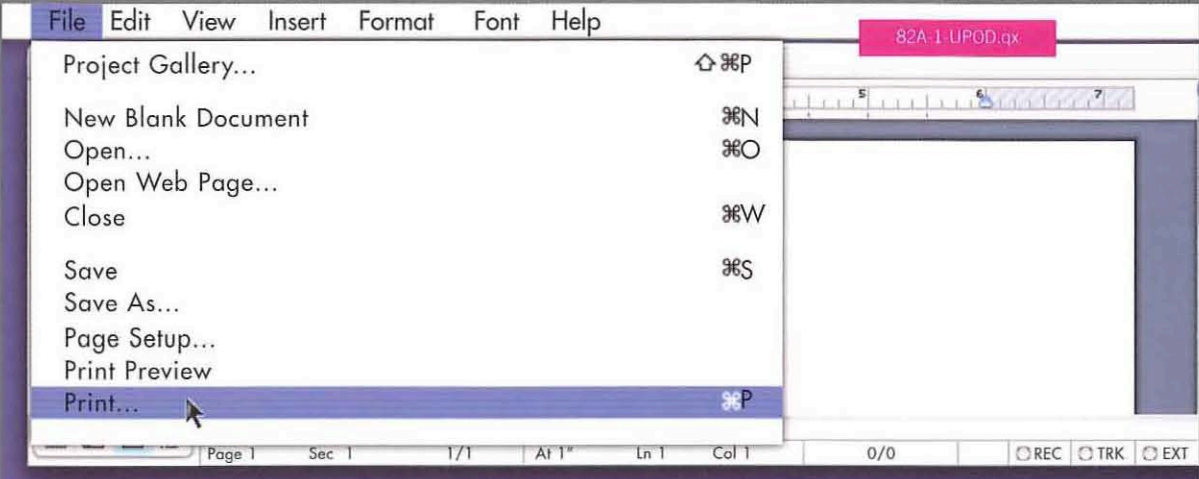 File Edit View Insert Format Font Help
82A-1-UPOD.qx
Project Gallery... ⇧⌘P
5 6 7
New Blank Document ⌘N
Open... ⌘O
Open Web Page...
Close ⌘W
Save ⌘S
Save As...
Page Setup...
Print Preview
Print... ⌘P
Page 1 Sec 1 1/1 At 1" Ln 1 Col 1 0/0 REC TRK EXT